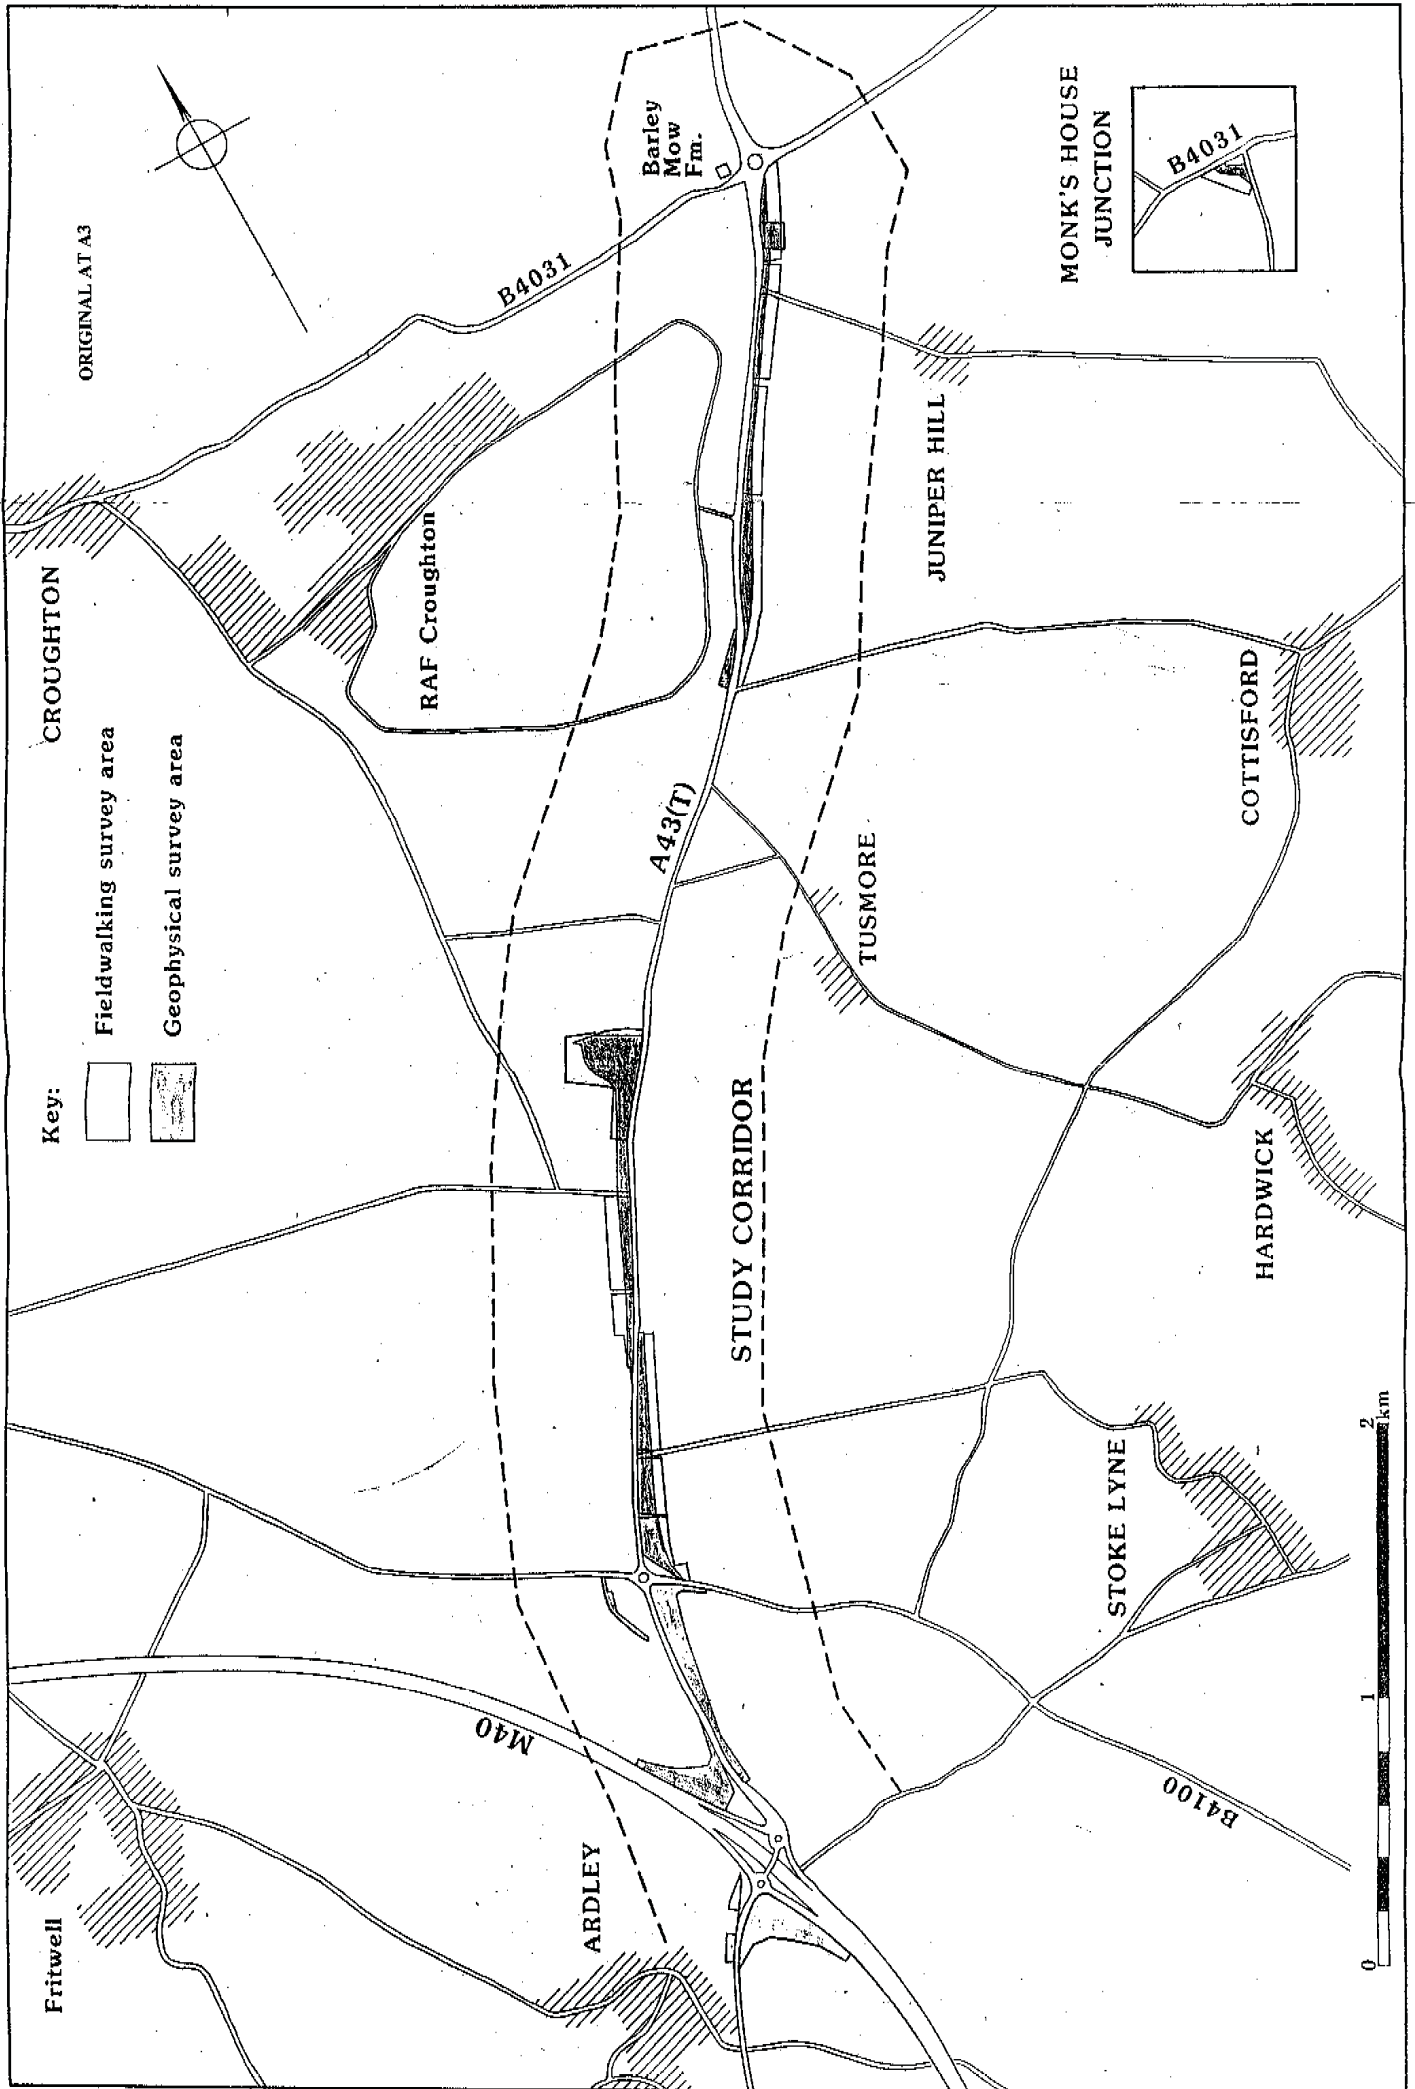 Fritwell
CROUGHTON
Key:
Fieldwalking survey area
Geophysical survey area
ORIGINAL AT A3
RAF Croughton
B4031
Barley
Mow
Fm.
M40
ARDLEY
A43(T)
STUDY CORRIDOR
TUSMORE
JUNIPER HILL
MONK'S HOUSE
JUNCTION
B4031
STOKE LYNE
B4100
HARDWICK
COTTISFORD
0
1
2
km